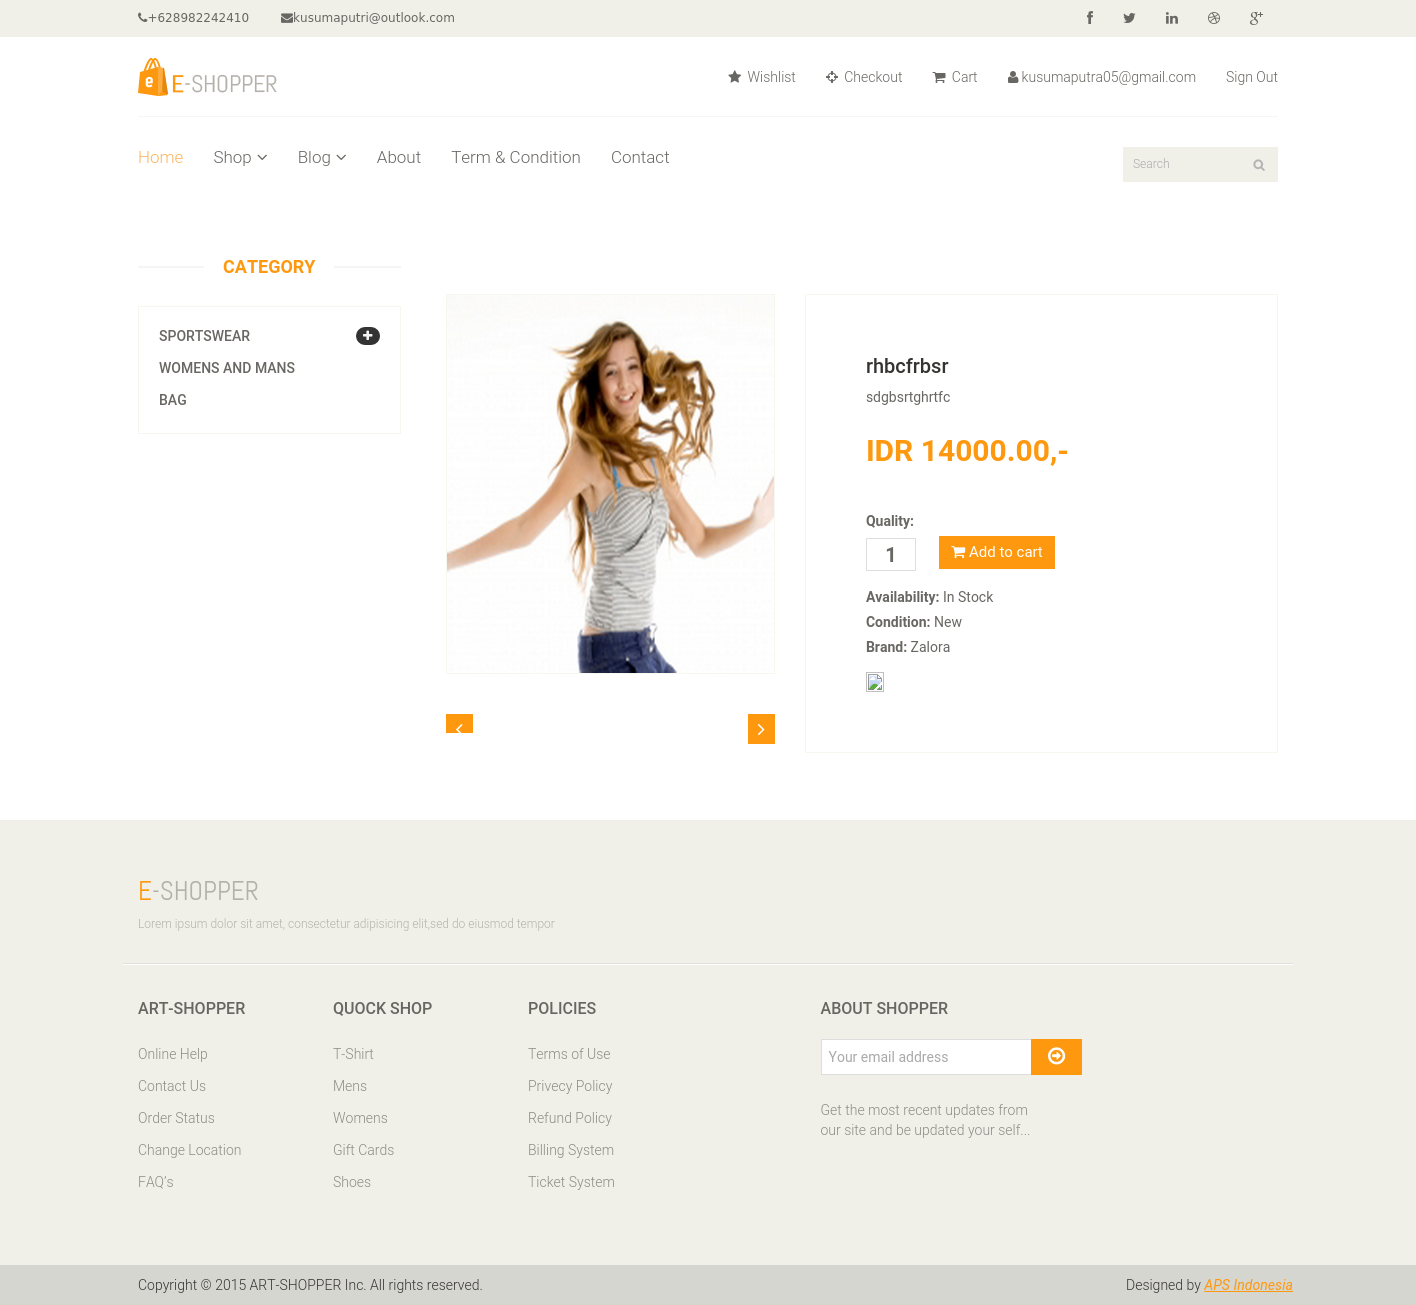 +628982242410 kusumaputri@outlook.com
E-SHOPPER
Wishlist Checkout Cart kusumaputra05@gmail.com Sign Out
Home Shop Blog About Term & Condition Contact
Search
CATEGORY
SPORTSWEAR
WOMENS AND MANS
BAG
rhbcfrbsr
sdgbsrtghrtfc
IDR 14000.00,-
Quality:
1 Add to cart
Availability: In Stock
Condition: New
Brand: Zalora
E-SHOPPER
Lorem ipsum dolor sit amet, consectetur adipisicing elit,sed do eiusmod tempor
ART-SHOPPER
Online Help
Contact Us
Order Status
Change Location
FAQ's
QUOCK SHOP
T-Shirt
Mens
Womens
Gift Cards
Shoes
POLICIES
Terms of Use
Privecy Policy
Refund Policy
Billing System
Ticket System
ABOUT SHOPPER
Your email address
Get the most recent updates from
our site and be updated your self...
Copyright © 2015 ART-SHOPPER Inc. All rights reserved.
Designed by APS Indonesia